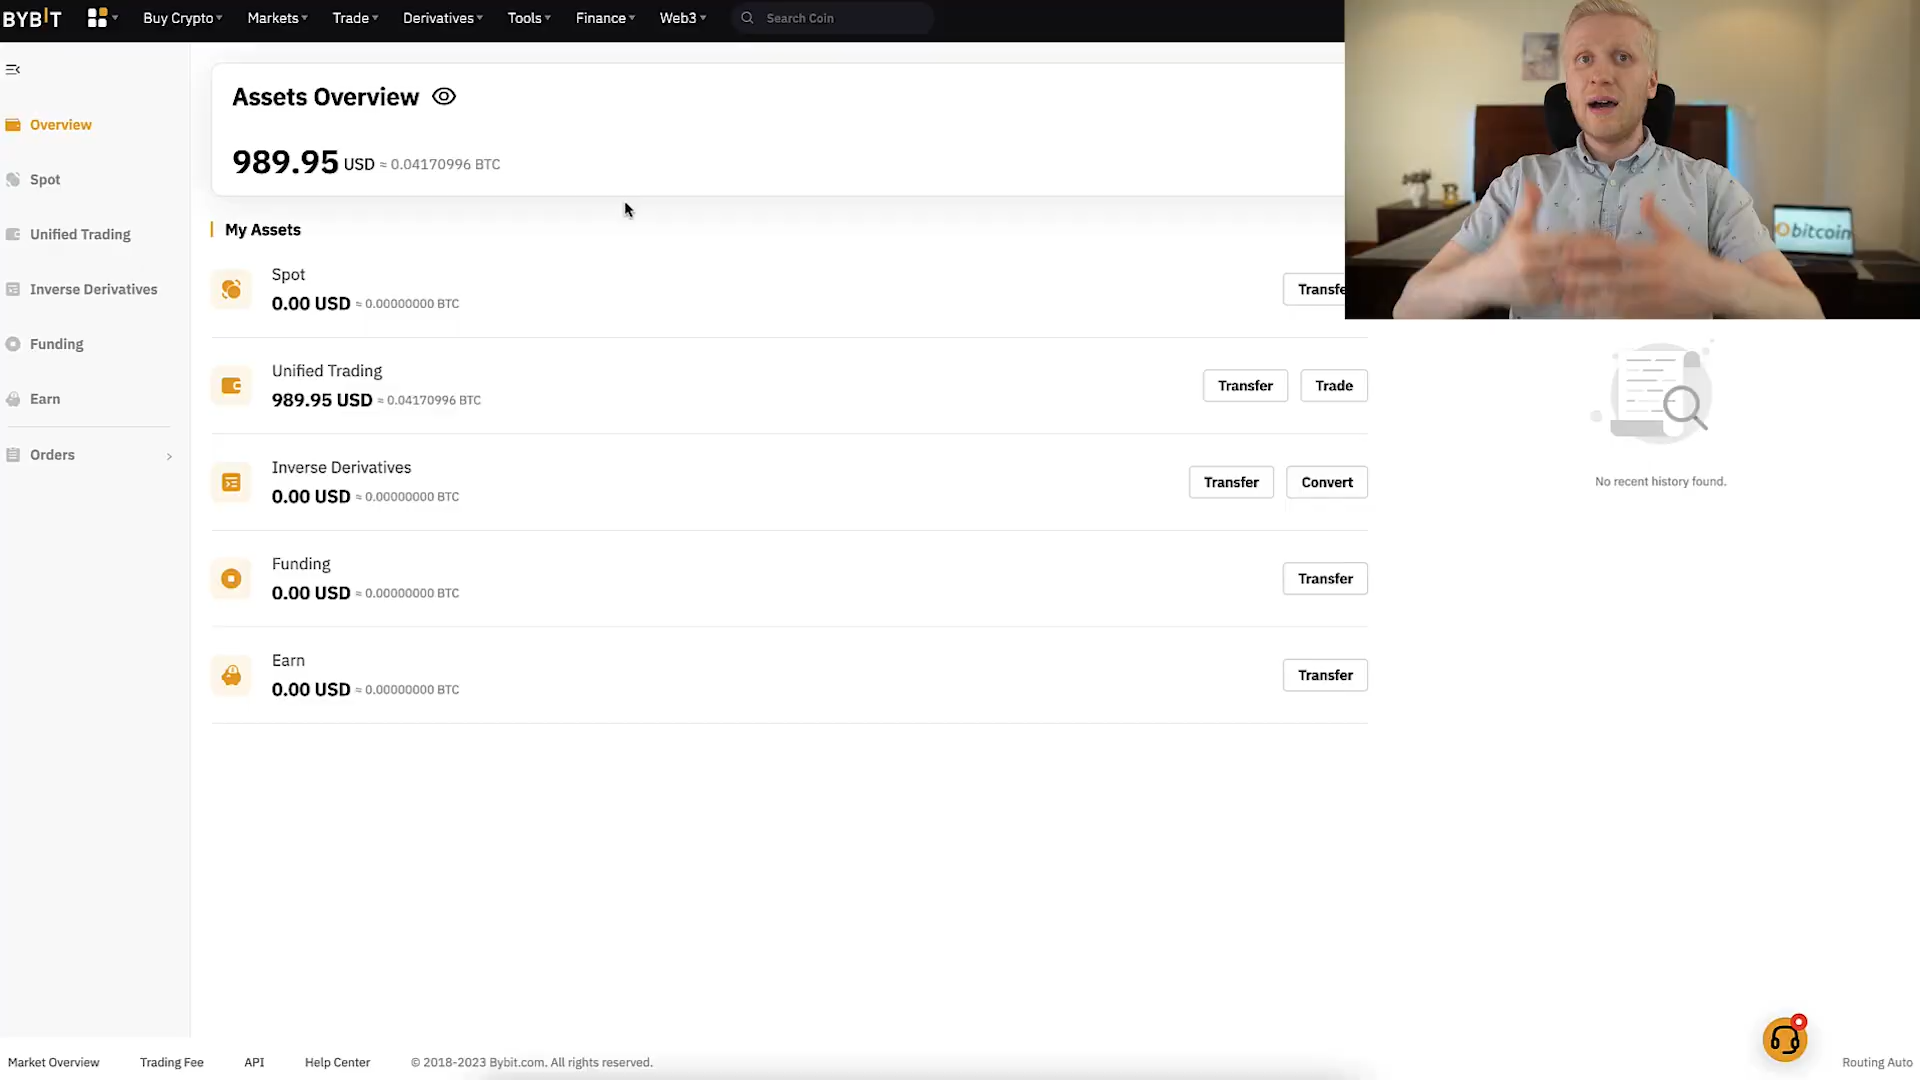 BYBIT
Buy Crypto
Markets
Trade
Derivatives
Tools
Finance
Web3
Search Coin
Assets Overview
989.95 USD ≈ 0.04170996 BTC
Overview
Spot
Unified Trading
Inverse Derivatives
Funding
Earn
Orders
My Assets
Spot
0.00 USD ≈ 0.00000000 BTC
Transfe
Unified Trading
989.95 USD ≈ 0.04170996 BTC
Transfer
Trade
Inverse Derivatives
0.00 USD ≈ 0.00000000 BTC
Transfer
Convert
Funding
0.00 USD ≈ 0.00000000 BTC
Transfer
Earn
0.00 USD ≈ 0.00000000 BTC
Transfer
bitcoin
No recent history found.
Market Overview
Trading Fee
API
Help Center
© 2018-2023 Bybit.com. All rights reserved.
Routing Auto